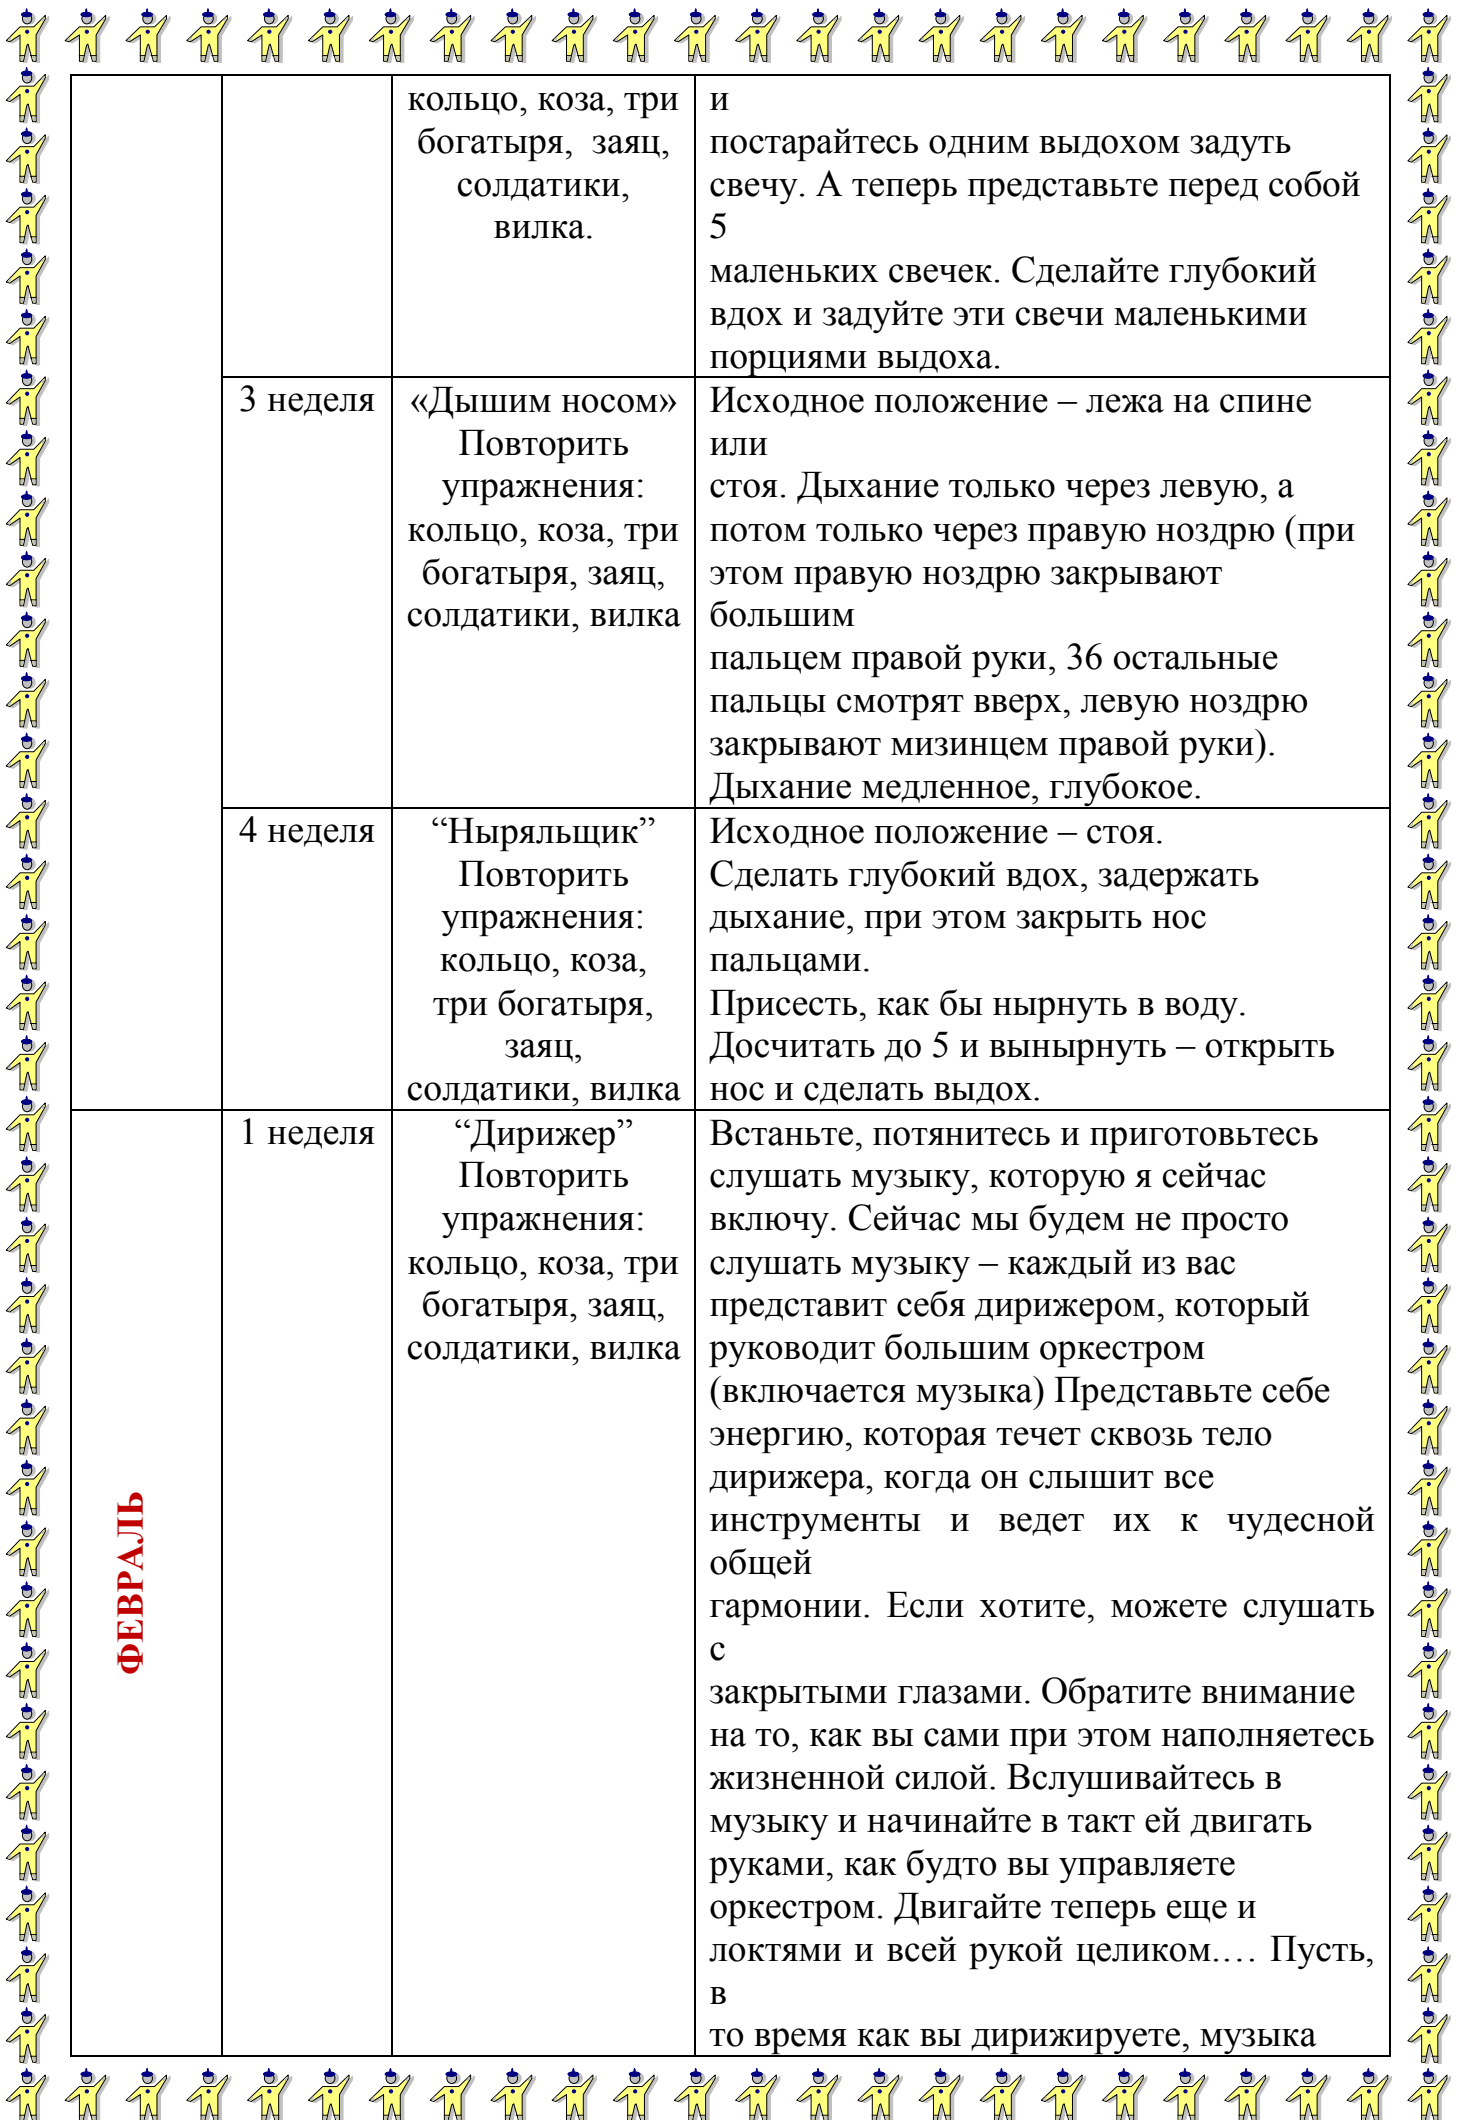 кольцо, коза, три
богатыря,  заяц,
солдатики,
вилка.
и
постарайтесь одним выдохом задуть
свечу. А теперь представьте перед собой
5
маленьких свечек. Сделайте глубокий
вдох и задуйте эти свечи маленькими
порциями выдоха.
3 неделя
«Дышим носом»
Повторить
упражнения:
кольцо, коза, три
богатыря, заяц,
солдатики, вилка
Исходное положение – лежа на спине
или
стоя. Дыхание только через левую, а
потом только через правую ноздрю (при
этом правую ноздрю закрывают
большим
пальцем правой руки, 36 остальные
пальцы смотрят вверх, левую ноздрю
закрывают мизинцем правой руки).
Дыхание медленное, глубокое.
4 неделя
“Ныряльщик”
Повторить
упражнения:
кольцо, коза,
три богатыря,
заяц,
солдатики, вилка
Исходное положение – стоя.
Сделать глубокий вдох, задержать
дыхание, при этом закрыть нос
пальцами.
Присесть, как бы нырнуть в воду.
Досчитать до 5 и вынырнуть – открыть
нос и сделать выдох.
ФЕВРАЛЬ
1 неделя
“Дирижер”
Повторить
упражнения:
кольцо, коза, три
богатыря, заяц,
солдатики, вилка
Встаньте, потянитесь и приготовьтесь
слушать музыку, которую я сейчас
включу. Сейчас мы будем не просто
слушать музыку – каждый из вас
представит себя дирижером, который
руководит большим оркестром
(включается музыка) Представьте себе
энергию, которая течет сквозь тело
дирижера, когда он слышит все
инструменты и ведет их к чудесной
общей
гармонии. Если хотите, можете слушать
с
закрытыми глазами. Обратите внимание
на то, как вы сами при этом наполняетесь
жизненной силой. Вслушивайтесь в
музыку и начинайте в такт ей двигать
руками, как будто вы управляете
оркестром. Двигайте теперь еще и
локтями и всей рукой целиком.… Пусть,
в
то время как вы дирижируете, музыка